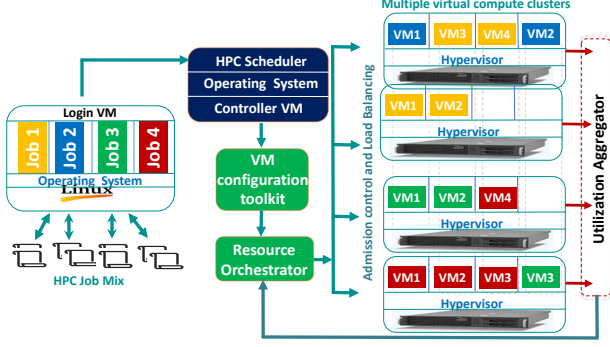 Multiple virtual compute clusters
HPC Scheduler
Operating System
Controller VM
Login VM
Job 1
Job 2
Job 3
Job 4
Operating System
Linux
HPC Job Mix
VM
configuration
toolkit
Resource
Orchestrator
Admission control and Load Balancing
VM1 VM3 VM4 VM2
Hypervisor
VM1 VM2
Hypervisor
VM1 VM2 VM4
Hypervisor
VM1 VM2 VM3 VM3
Hypervisor
Utilization Aggregator